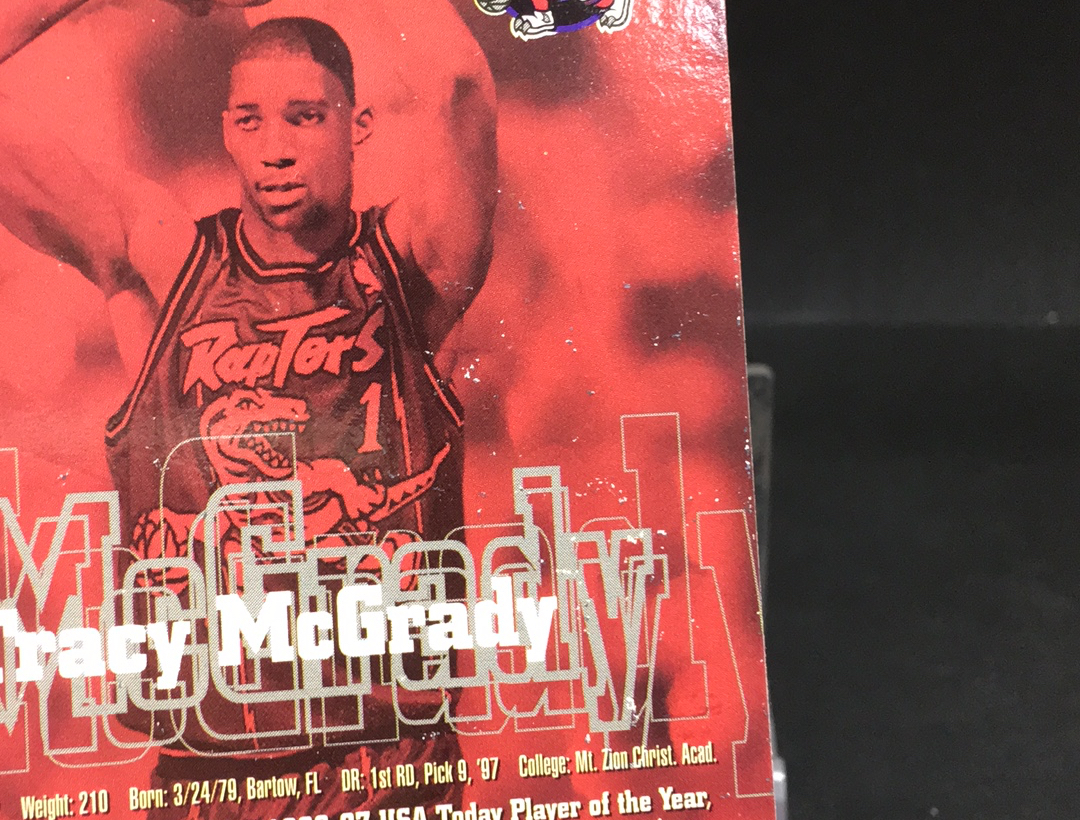 RapTors
1
McGrady
Tracy McGrady
Weight: 210 Born: 3/24/79, Bartow, FL DR: 1st RD, Pick 9, '97 College: Mt. Zion Christ. Acad.
USA Today Player of the Year,